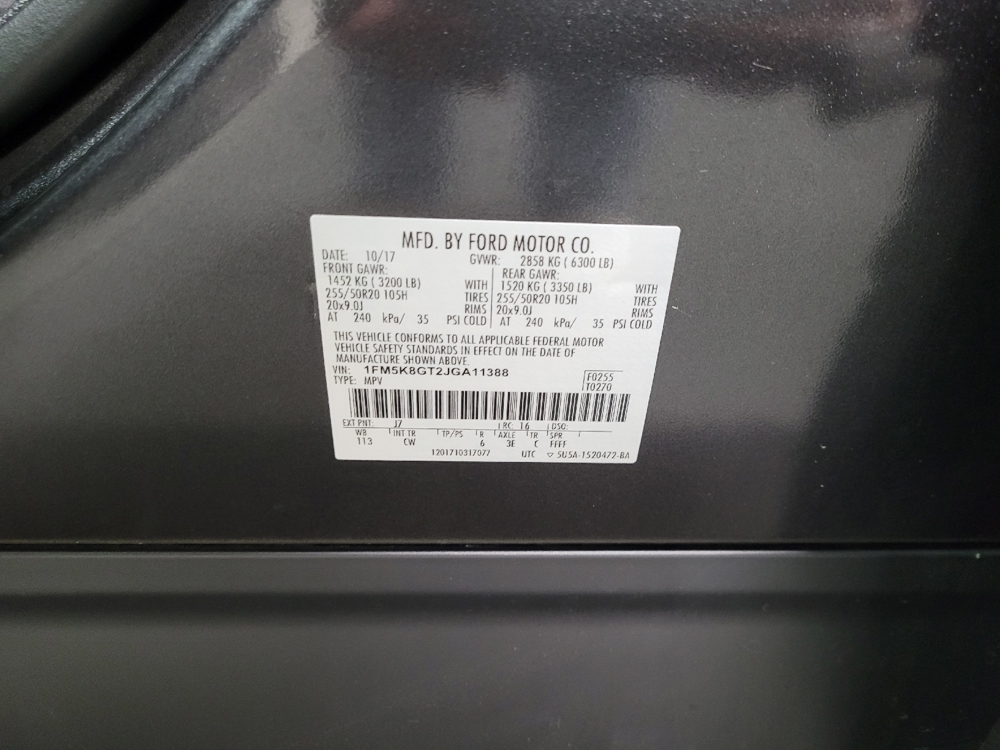 MFD. BY FORD MOTOR CO.
DATE: 10/17 GVWR: 2858 KG ( 6300 LB)
FRONT GAWR: REAR GAWR:
1452 KG ( 3200 LB) WITH 1520 KG ( 3350 LB) WITH
255/50R20 105H TIRES 255/50R20 105H TIRES
20x9.0J RIMS 20x9.0J RIMS
AT 240 kPa/ 35 PSI COLD AT 240 kPa/ 35 PSI COLD
THIS VEHICLE CONFORMS TO ALL APPLICABLE FEDERAL MOTOR
VEHICLE SAFETY STANDARDS IN EFFECT ON THE DATE OF
MANUFACTURE SHOWN ABOVE.
VIN: 1FM5K8GT2JGA11388 F0255
TYPE: MPV T0270
EXT PNT: J7 RC: 16 DSO:
WB INT TR TP/PS R AXLE TR SPR
113 CW 6 3E C FFFF
1201710317077 UTC ▽ 5U5A-1520472-BA